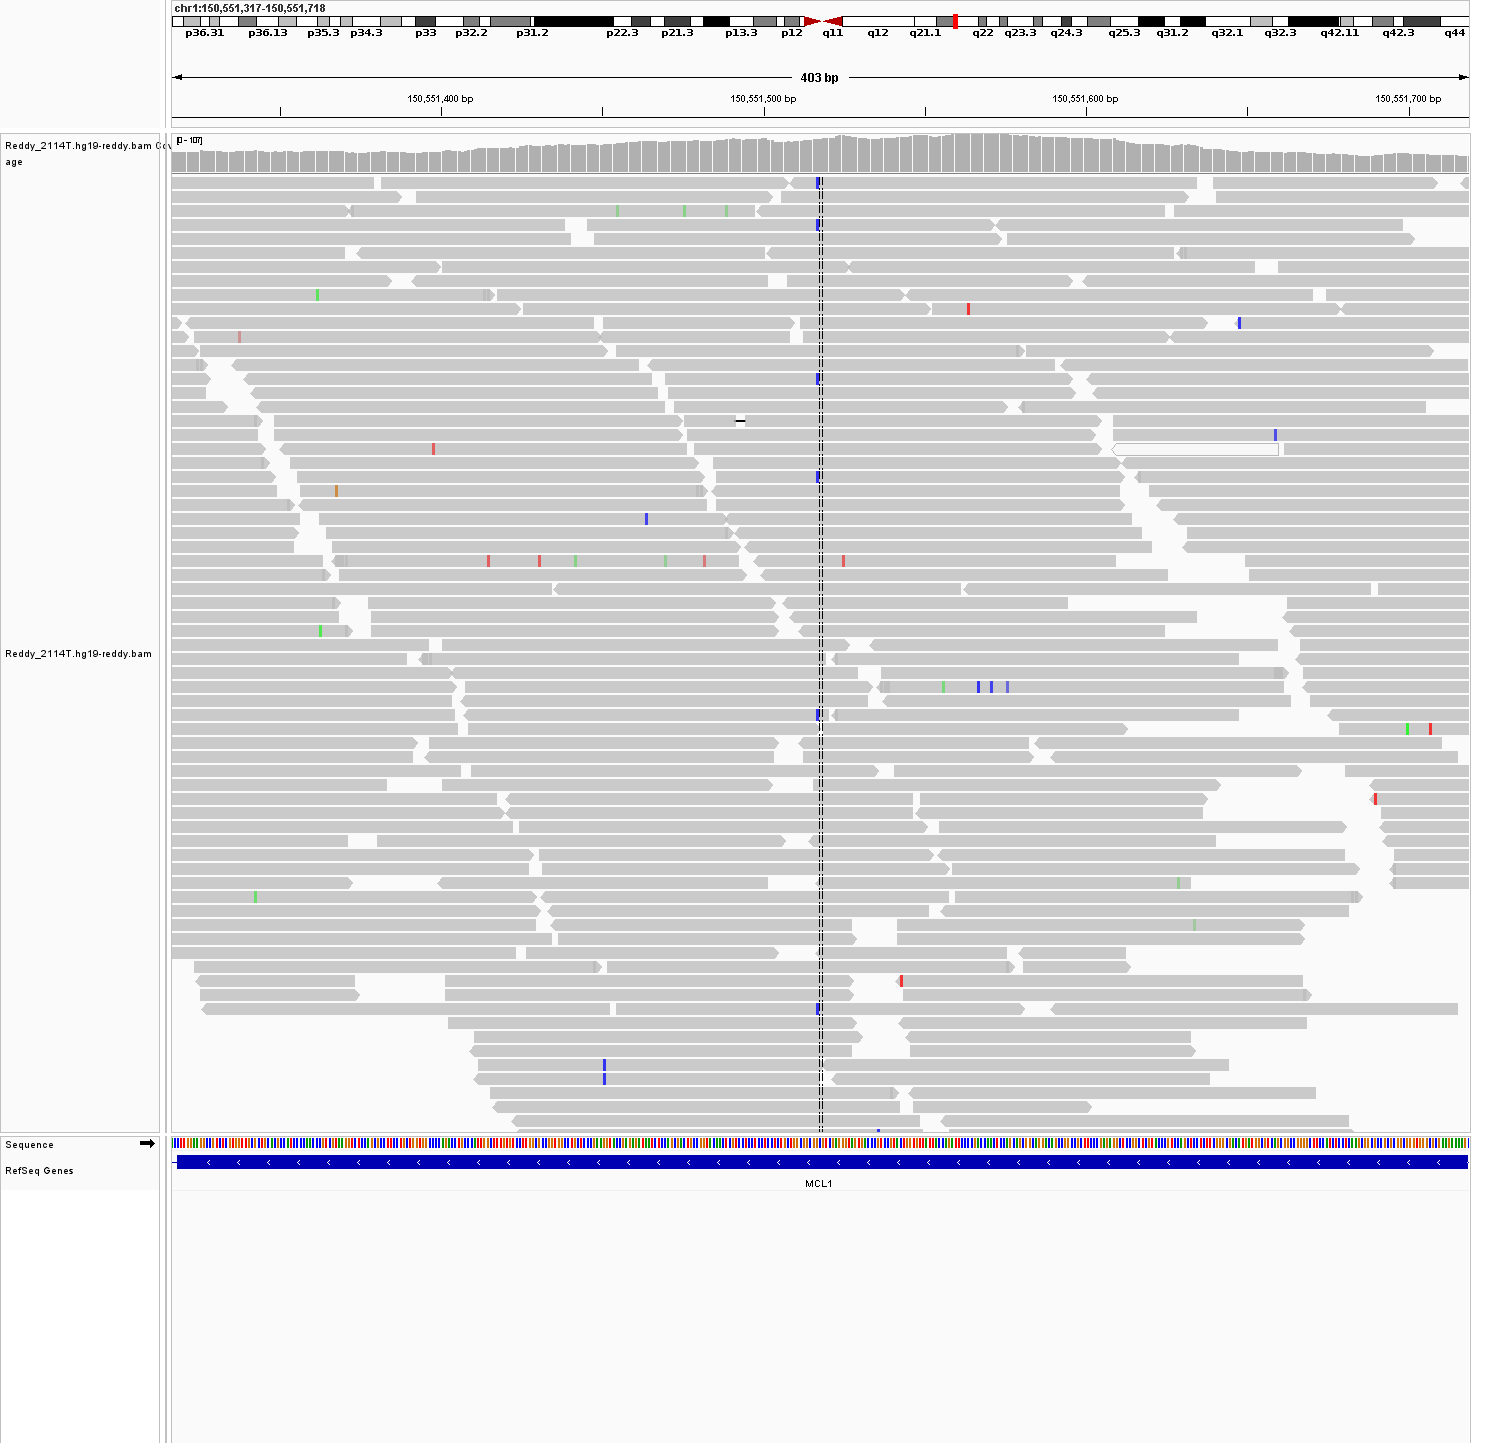 chr1:150,551,317-150,551,718
p36.31 p36.13 p35.3 p34.3 p33 p32.2 p31.2 p22.3 p21.3 p13.3 p12 q11 q12 q21.1 q22 q23.3 q24.3 q25.3 q31.2 q32.1 q32.3 q42.11 q42.3 q44
403 bp
150,551,400 bp 150,551,500 bp 150,551,600 bp 150,551,700 bp
Reddy_2114T.hg19-reddy.bam Cov
age
[0 - 107]
Reddy_2114T.hg19-reddy.bam
Sequence
RefSeq Genes
MCL1